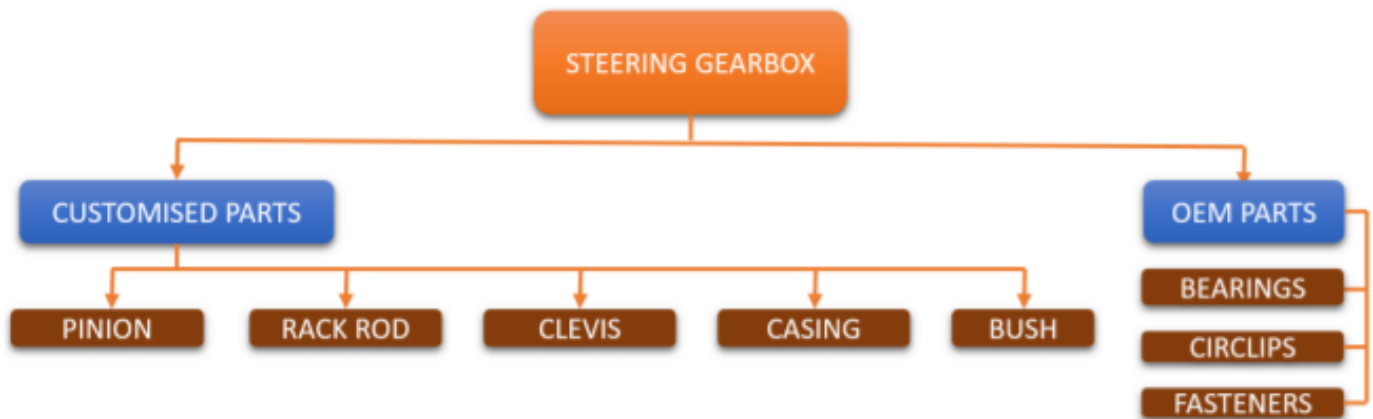 STEERING GEARBOX
CUSTOMISED PARTS
OEM PARTS
PINION
RACK ROD
CLEVIS
CASING
BUSH
BEARINGS
CIRCLIPS
FASTENERS